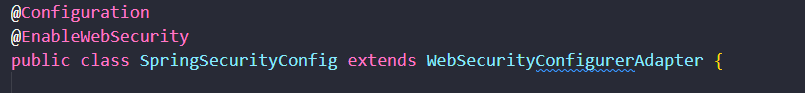 @Configuration
@EnableWebSecurity
public class SpringSecurityConfig extends WebSecurityConfigurerAdapter {